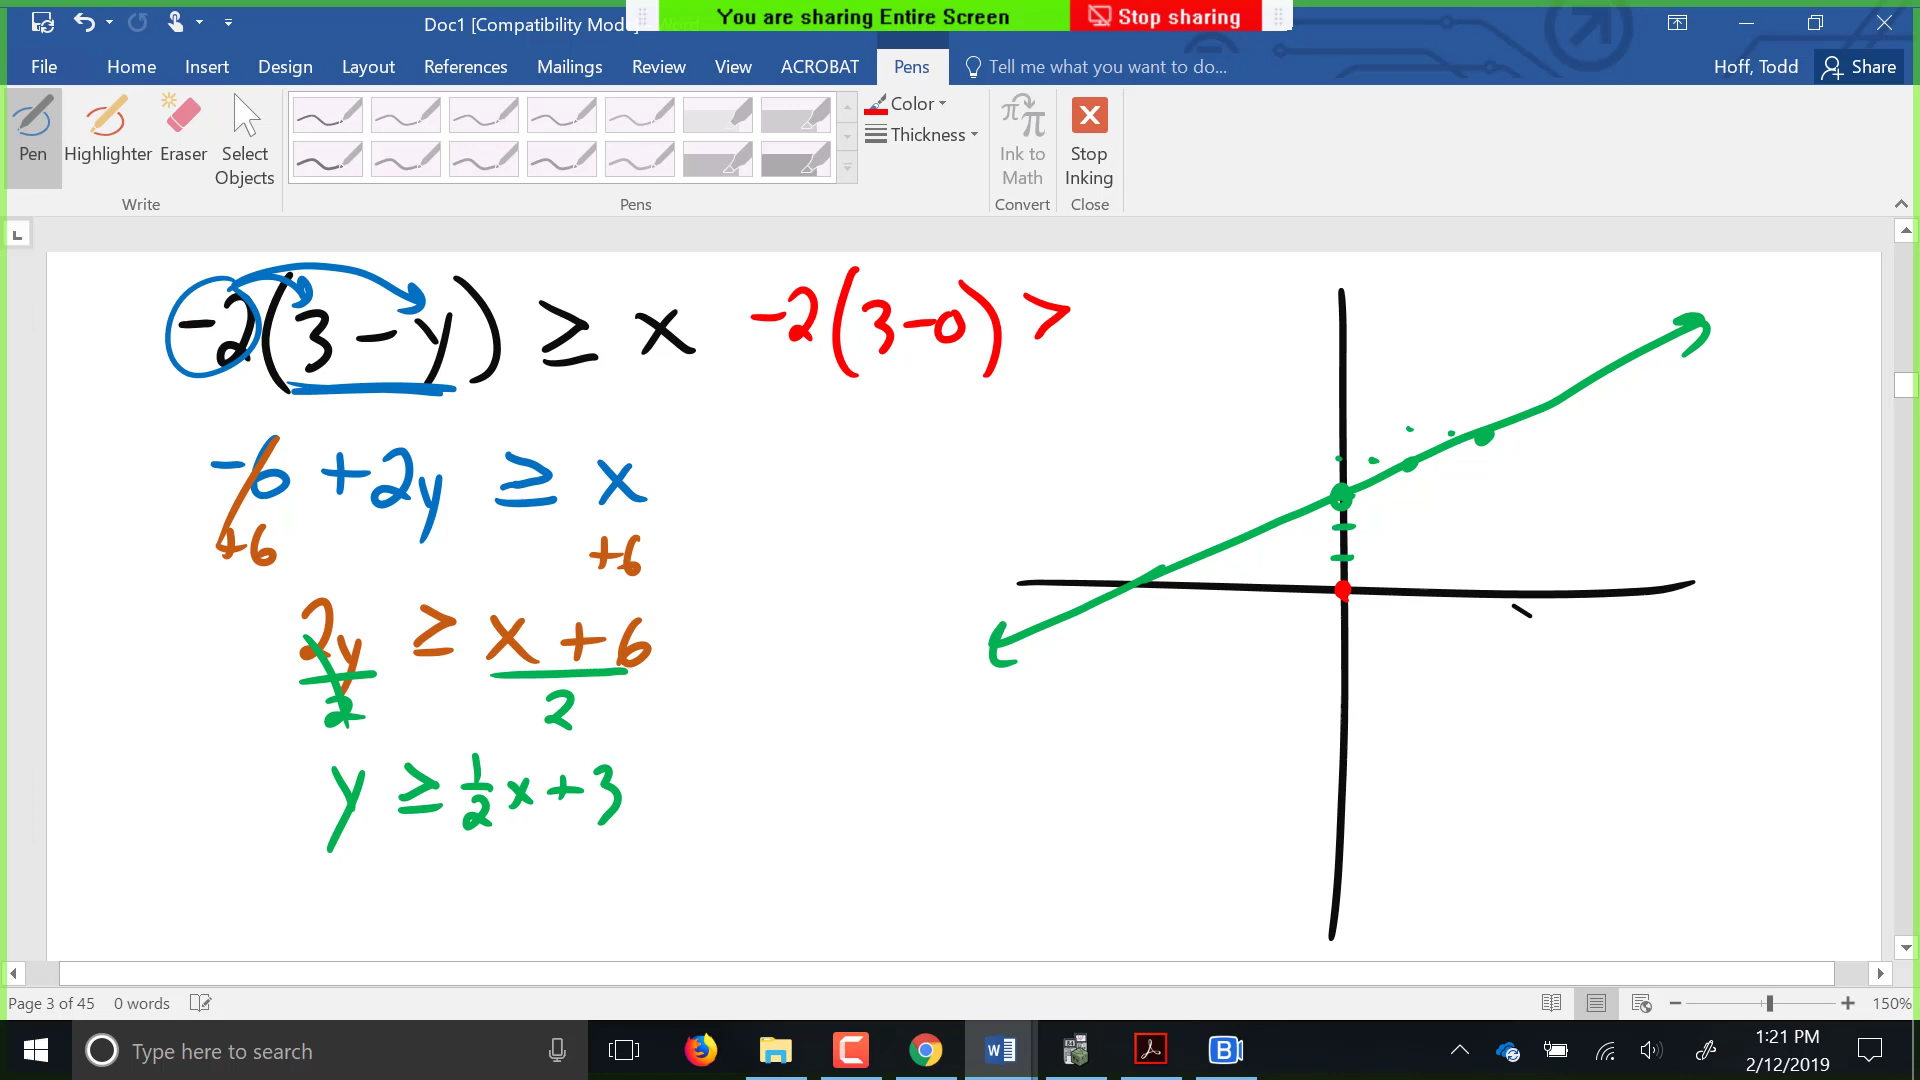 You are sharing Entire Screen Stop sharing
Doc1 [Compatibility Mod
File Home Insert Design Layout References Mailings Review View ACROBAT Pens Tell me what you want to do... Hoff, Todd Share
Pen Highlighter Eraser Select Objects Color Thickness Ink to Math Stop Inking
Write Pens Convert Close
-2(3-y) ≥ x -2(3-0) >
-6 +2y ≥ x
+6 +6
2y ≥ x + 6
2 2
y ≥ 1/2 x + 3
Page 3 of 45 0 words 150%
Type here to search
1:21 PM
2/12/2019